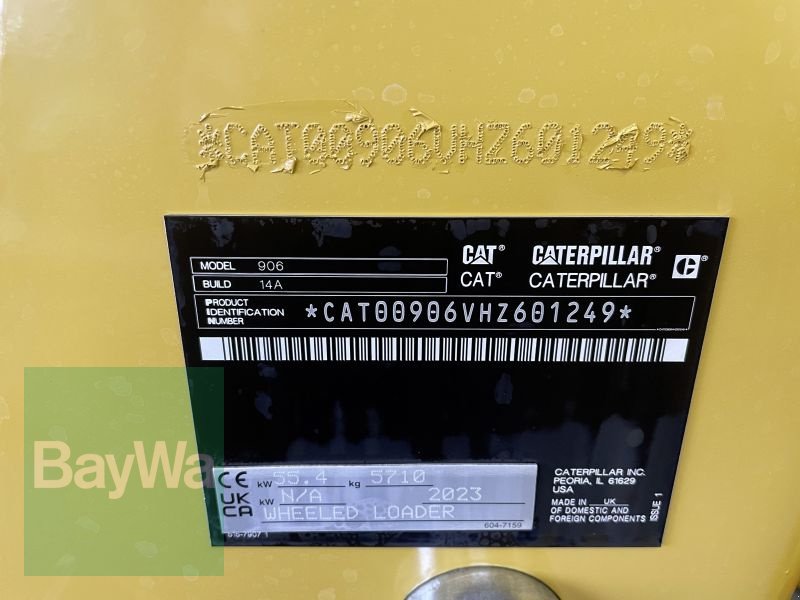 *CAT00906VHZ601249*
CAT® CATERPILLAR®
CAT® CATERPILLAR® C®
MODEL 906
BUILD 14A
PRODUCT IDENTIFICATION NUMBER *CAT00906VHZ601249*
BayWa
CE kW 55.4 kg 5710
UKCA kW N/A 2023
WHEELED LOADER
604-7159
CATERPILLAR INC.
PEORIA, IL 61629
USA
MADE IN UK
OF DOMESTIC AND
FOREIGN COMPONENTS
ISSUE 1